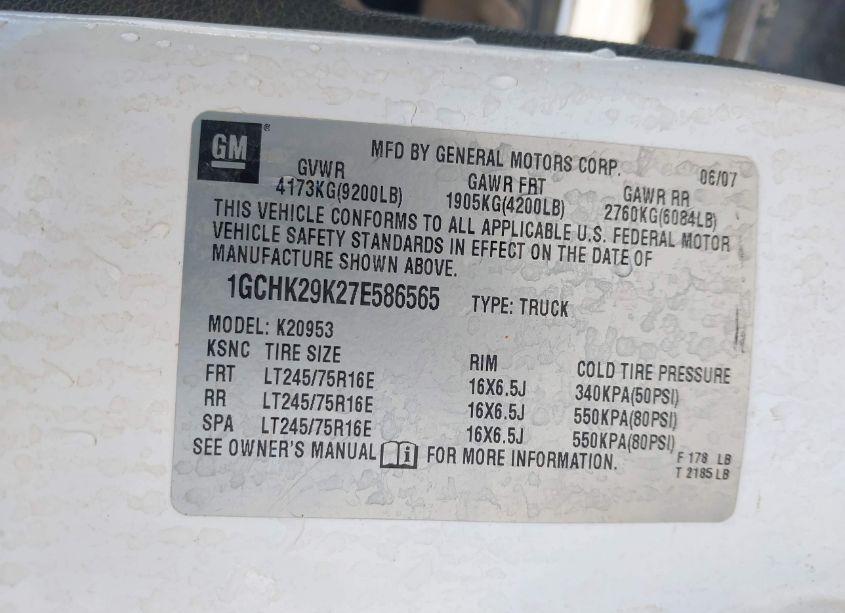 GM ®
MFD BY GENERAL MOTORS CORP. 06/07
GVWR GAWR FRT GAWR RR
4173KG(9200LB) 1905KG(4200LB) 2760KG(6084LB)
THIS VEHICLE CONFORMS TO ALL APPLICABLE U.S. FEDERAL MOTOR
VEHICLE SAFETY STANDARDS IN EFFECT ON THE DATE OF
MANUFACTURE SHOWN ABOVE.
1GCHK29K27E586565 TYPE: TRUCK
MODEL: K20953
KSNC TIRE SIZE RIM COLD TIRE PRESSURE
FRT LT245/75R16E 16X6.5J 340KPA(50PSI)
RR LT245/75R16E 16X6.5J 550KPA(80PSI)
SPA LT245/75R16E 16X6.5J 550KPA(80PSI)
SEE OWNER'S MANUAL i FOR MORE INFORMATION.
F 178 LB
T 2185 LB